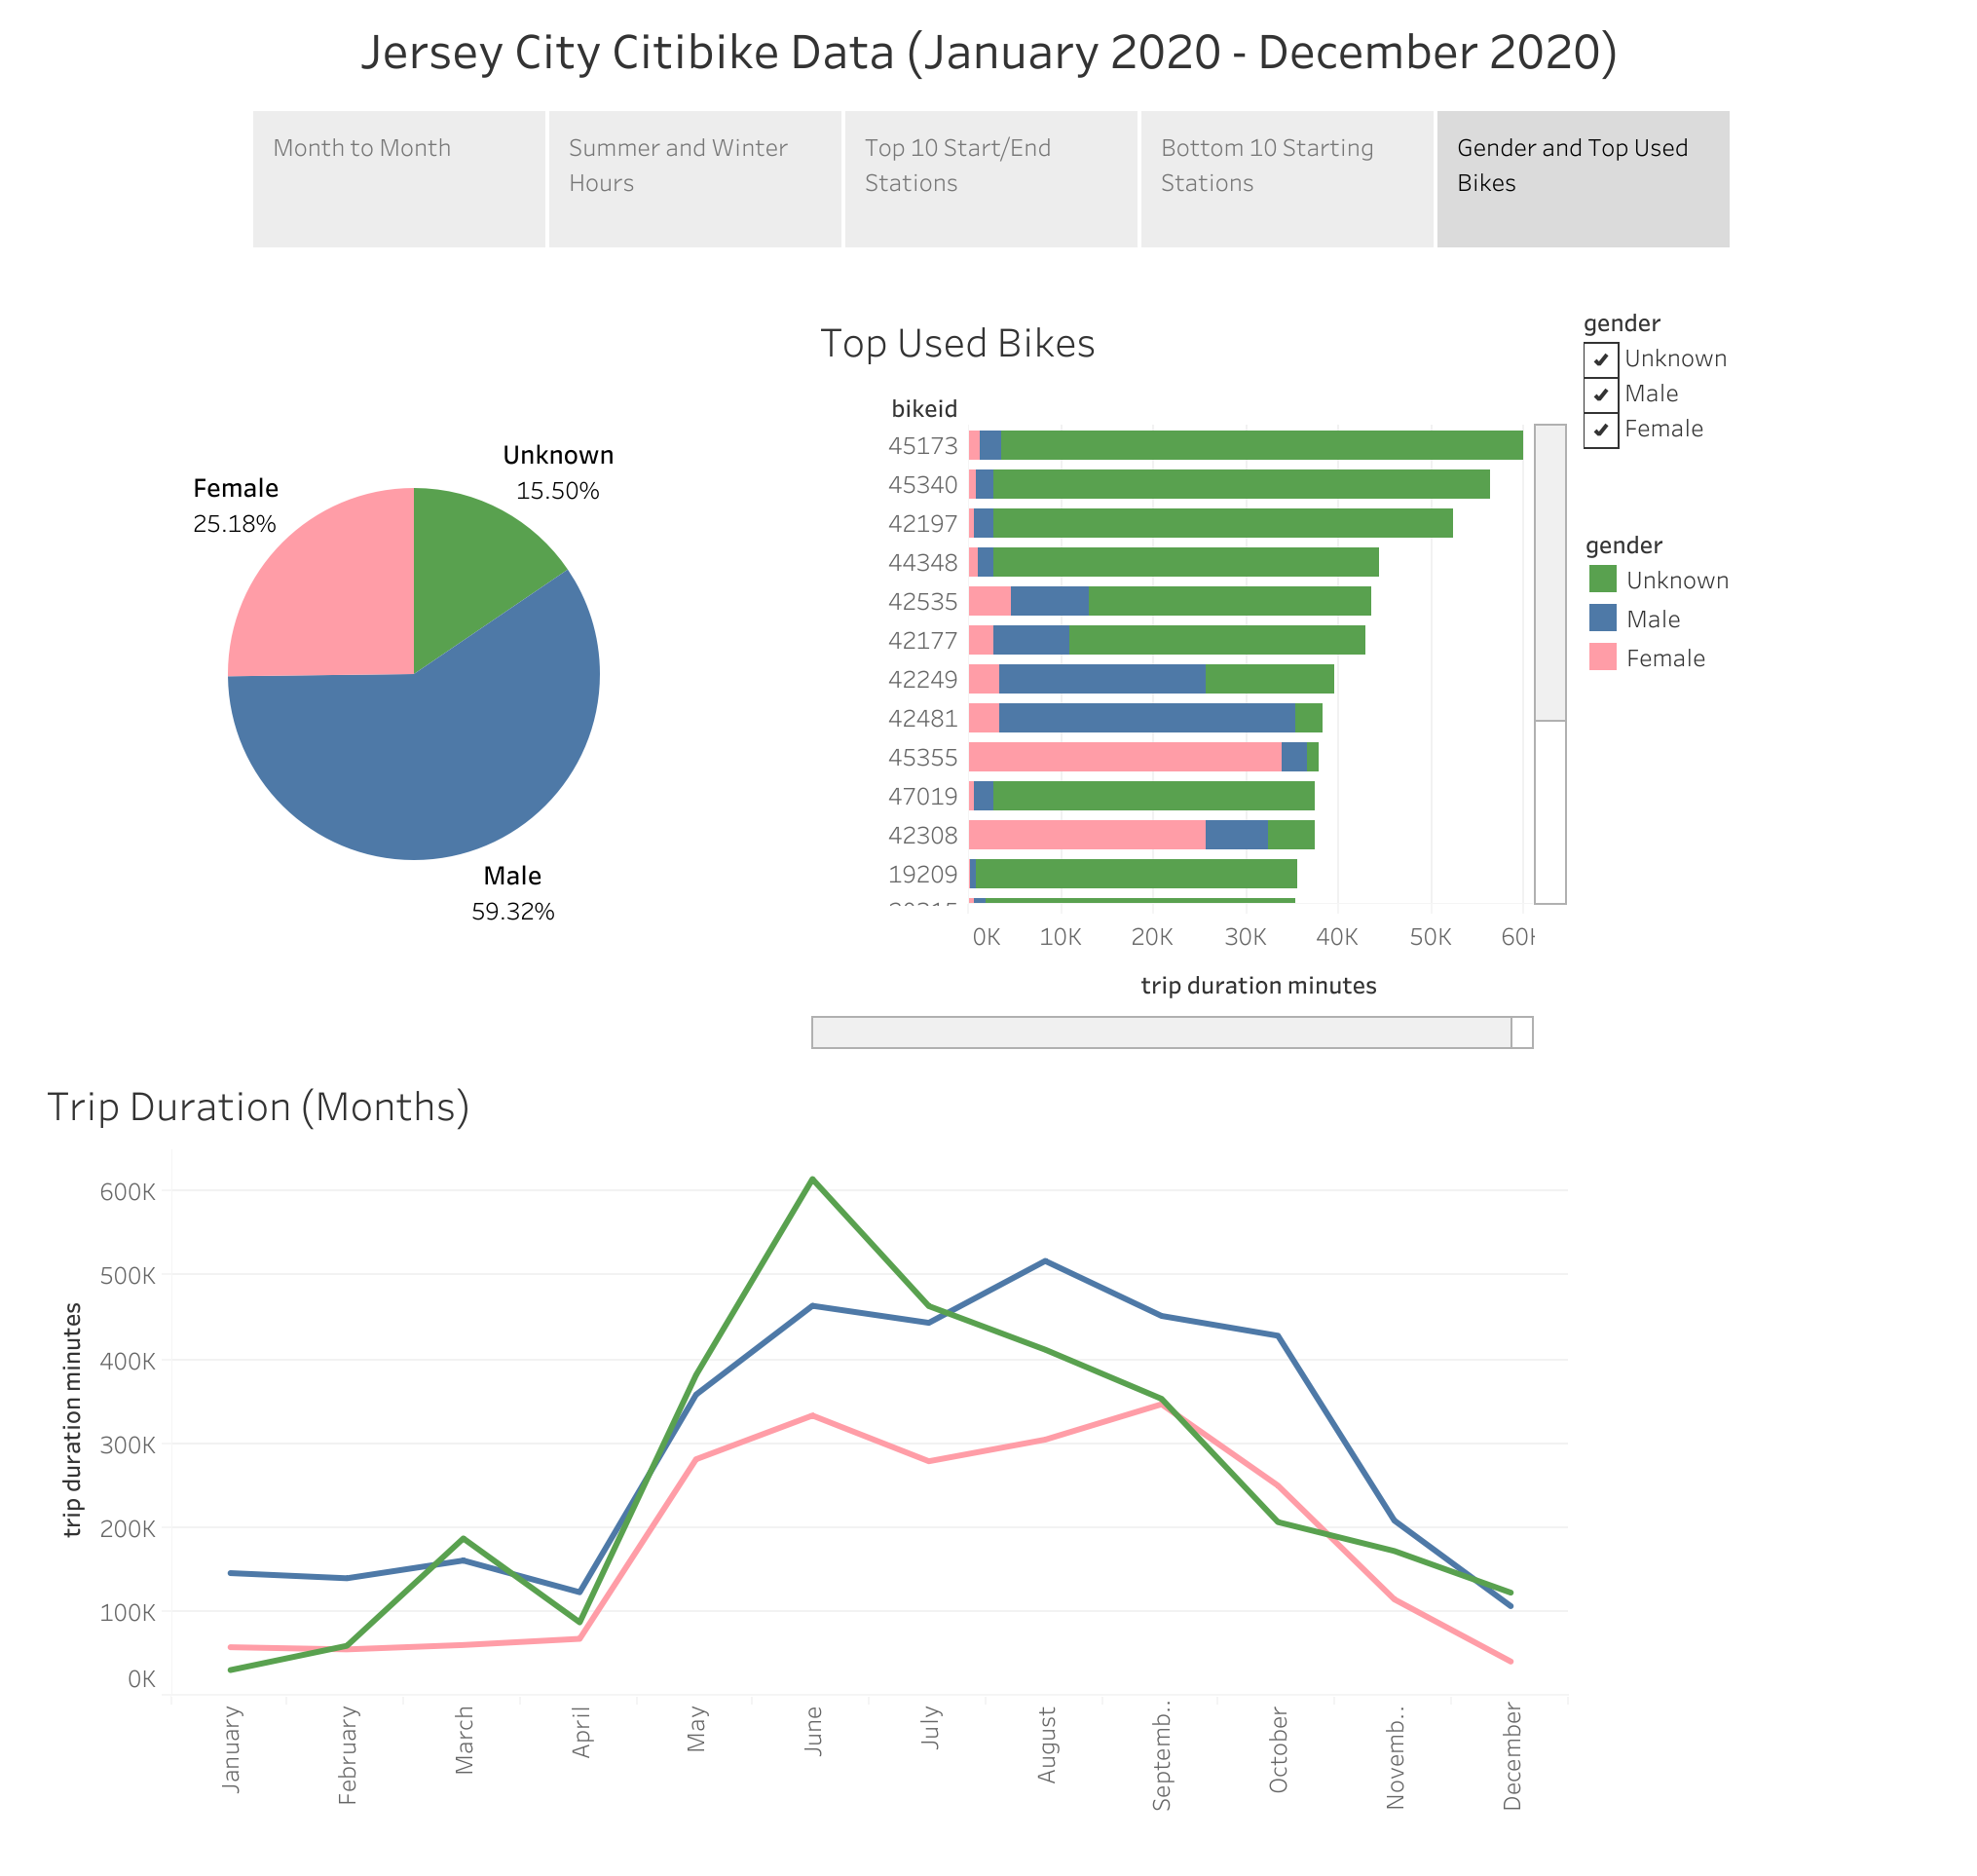 Jersey City Citibike Data (January 2020 - December 2020)
Month to Month
Summer and Winter
Hours
Top 10 Start/End
Stations
Bottom 10 Starting
Stations
Gender and Top Used
Bikes
Unknown
15.50%
Female
25.18%
Male
59.32%
Top Used Bikes
bikeid
45173
45340
42197
44348
42535
42177
42249
42481
45355
47019
42308
19209
0K 10K 20K 30K 40K 50K
trip duration minutes
gender
Unknown
Male
Female
gender
Unknown
Male
Female
Trip Duration (Months)
trip duration minutes
600K
500K
400K
300K
200K
100K
0K
January
February
March
April
May
June
July
August
Septemb..
October
Novemb..
December